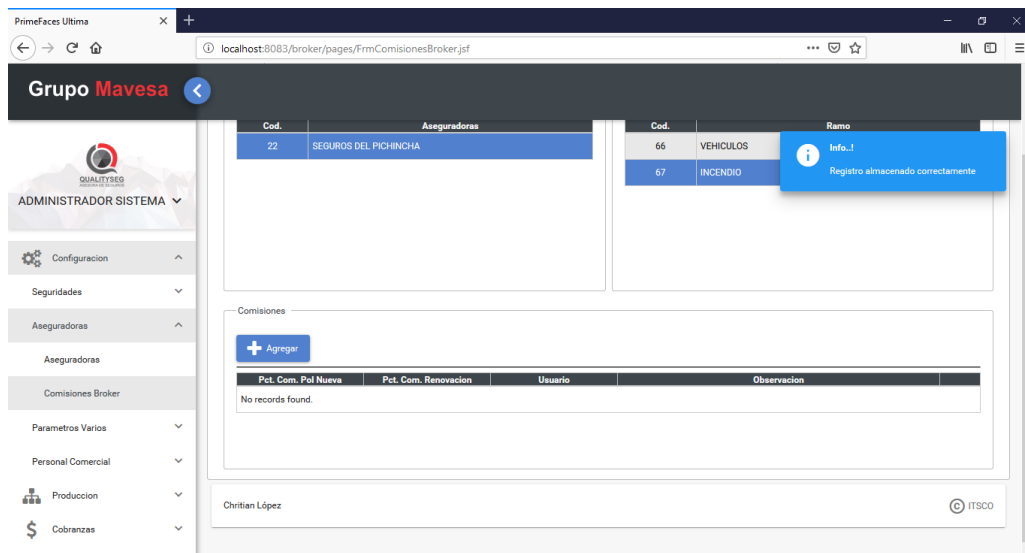 PrimeFaces Ultima
localhost:8083/broker/pages/FrmComisionesBroker.jsf
Grupo Mavesa
QUALITYSEG
ADMINISTRADOR SISTEMA
Configuracion
Seguridades
Aseguradoras
Aseguradoras
Comisiones Broker
Parametros Varios
Personal Comercial
Produccion
$ Cobranzas
Cod. Aseguradoras
22 SEGUROS DEL PICHINCHA
Cod. Ramo
66 VEHICULOS
67 INCENDIO
Info..!
Registro almacenado correctamente
Comisiones
Agregar
Pct. Com. Pol Nueva Pct. Com. Renovacion Usuario Observacion
No records found.
Chritian López
© ITSCO